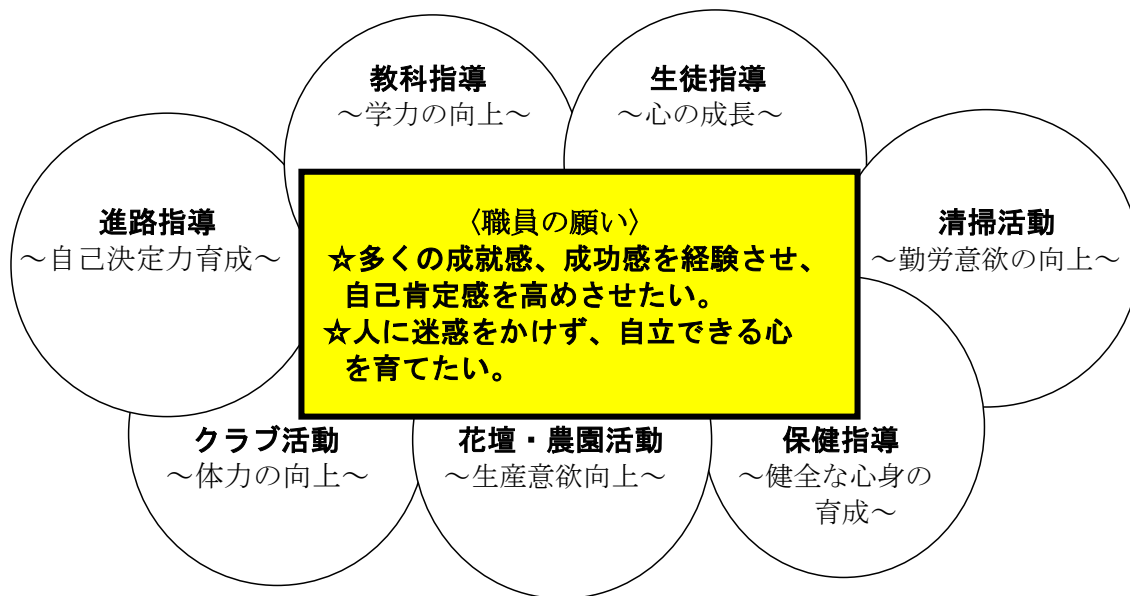 教科指導
～学力の向上～
生徒指導
～心の成長～
進路指導
～自己決定力育成～
〈職員の願い〉
☆多くの成就感、成功感を経験させ、
自己肯定感を高めさせたい。
☆人に迷惑をかけず、自立できる心
を育てたい。
清掃活動
～勤労意欲の向上～
クラブ活動
～体力の向上～
花壇・農園活動
～生産意欲向上～
保健指導
～健全な心身の
育成～